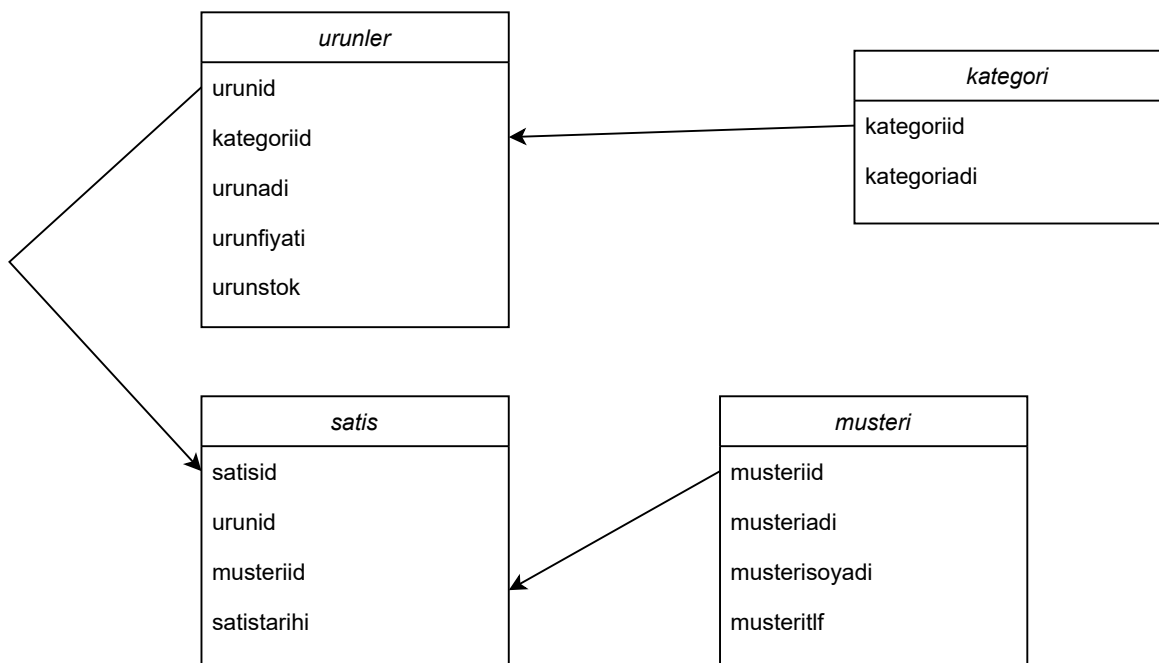 urunler
urunid
kategoriid
urunadi
urunfiyati
urunstok
kategori
kategoriid
kategoriadi
satis
satisid
urunid
musteriid
satistarihi
musteri
musteriid
musteriadi
musterisoyadi
musteritlf